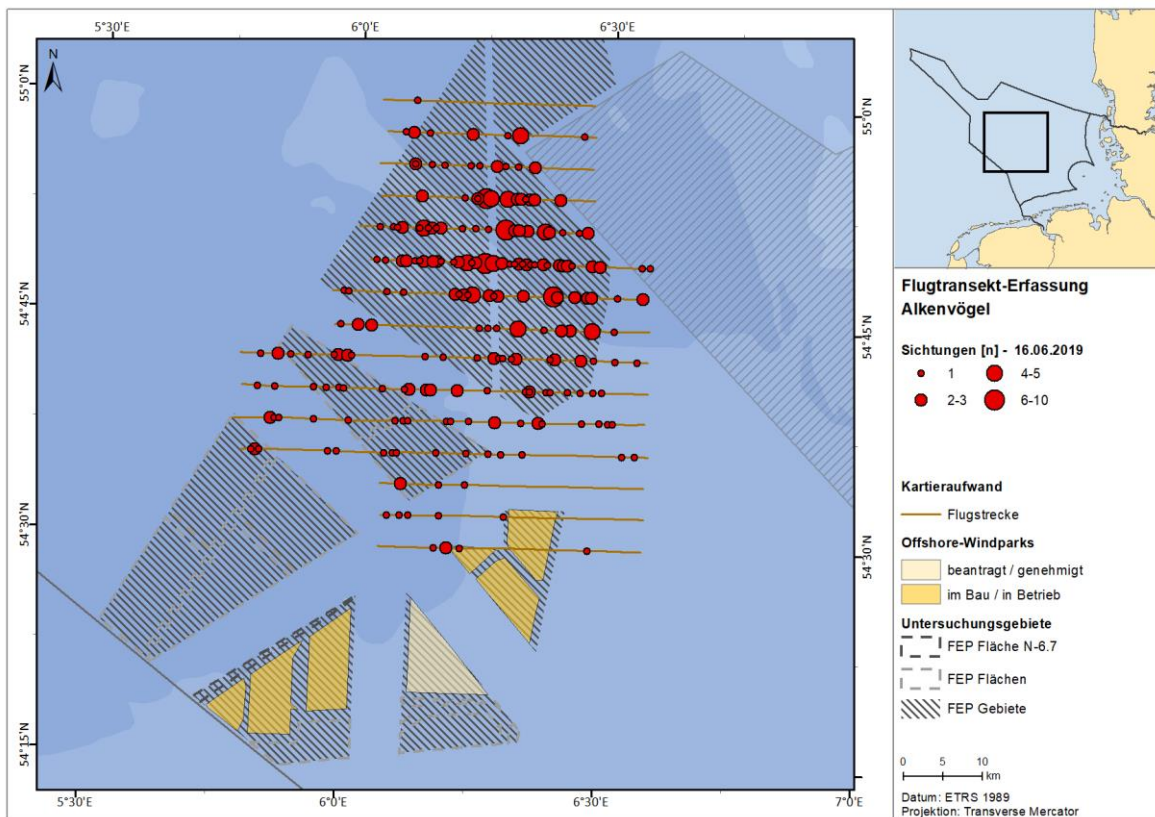 5°30'E
6°0'E
6°30'E
N
55°0'N
55°0'N
54°45'N
54°45'N
54°30'N
54°30'N
54°15'N
5°30'E
6°0'E
6°30'E
7°0'E
Flugtransekt-Erfassung
Alkenvögel
Sichtungen [n] - 16.06.2019
1
4-5
2-3
6-10
Kartieraufwand
Flugstrecke
Offshore-Windparks
beantragt / genehmigt
im Bau / in Betrieb
Untersuchungsgebiete
FEP Fläche N-6.7
FEP Flächen
FEP Gebiete
0 5 10
km
Datum: ETRS 1989
Projektion: Transverse Mercator